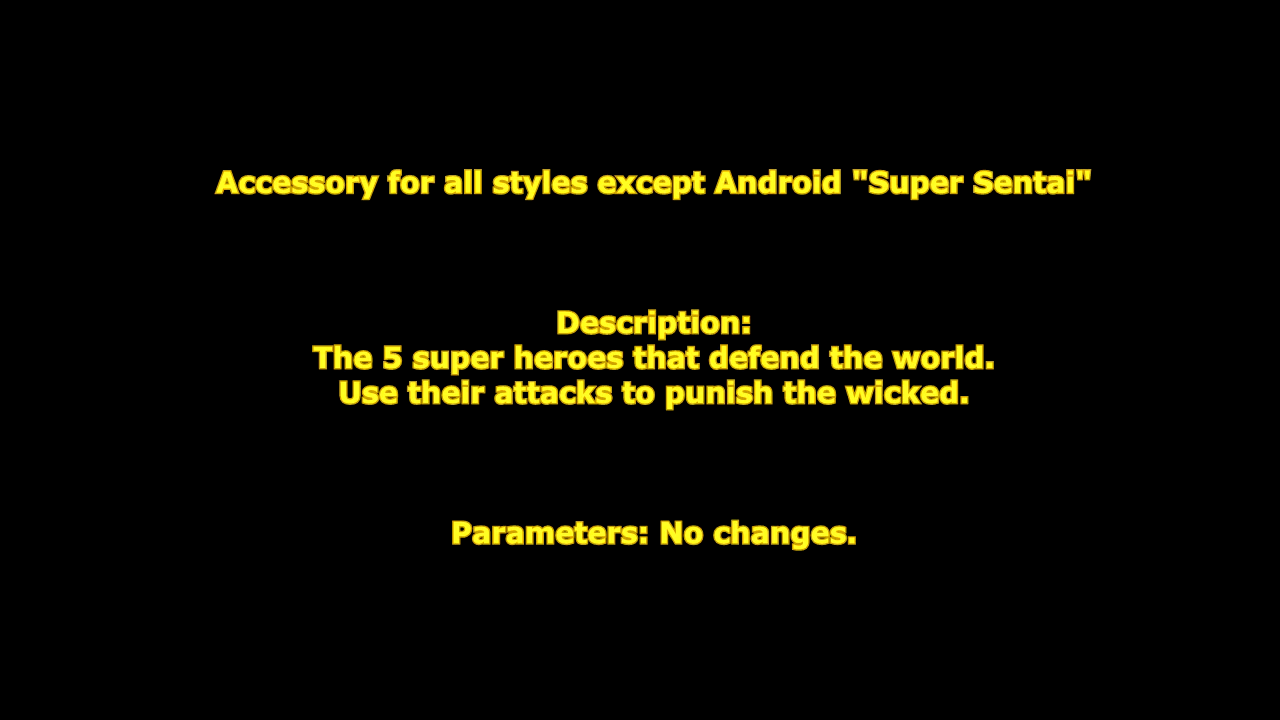 Accessory for all styles except Android "Super Sentai"
Description:
The 5 super heroes that defend the world.
Use their attacks to punish the wicked.
Parameters: No changes.